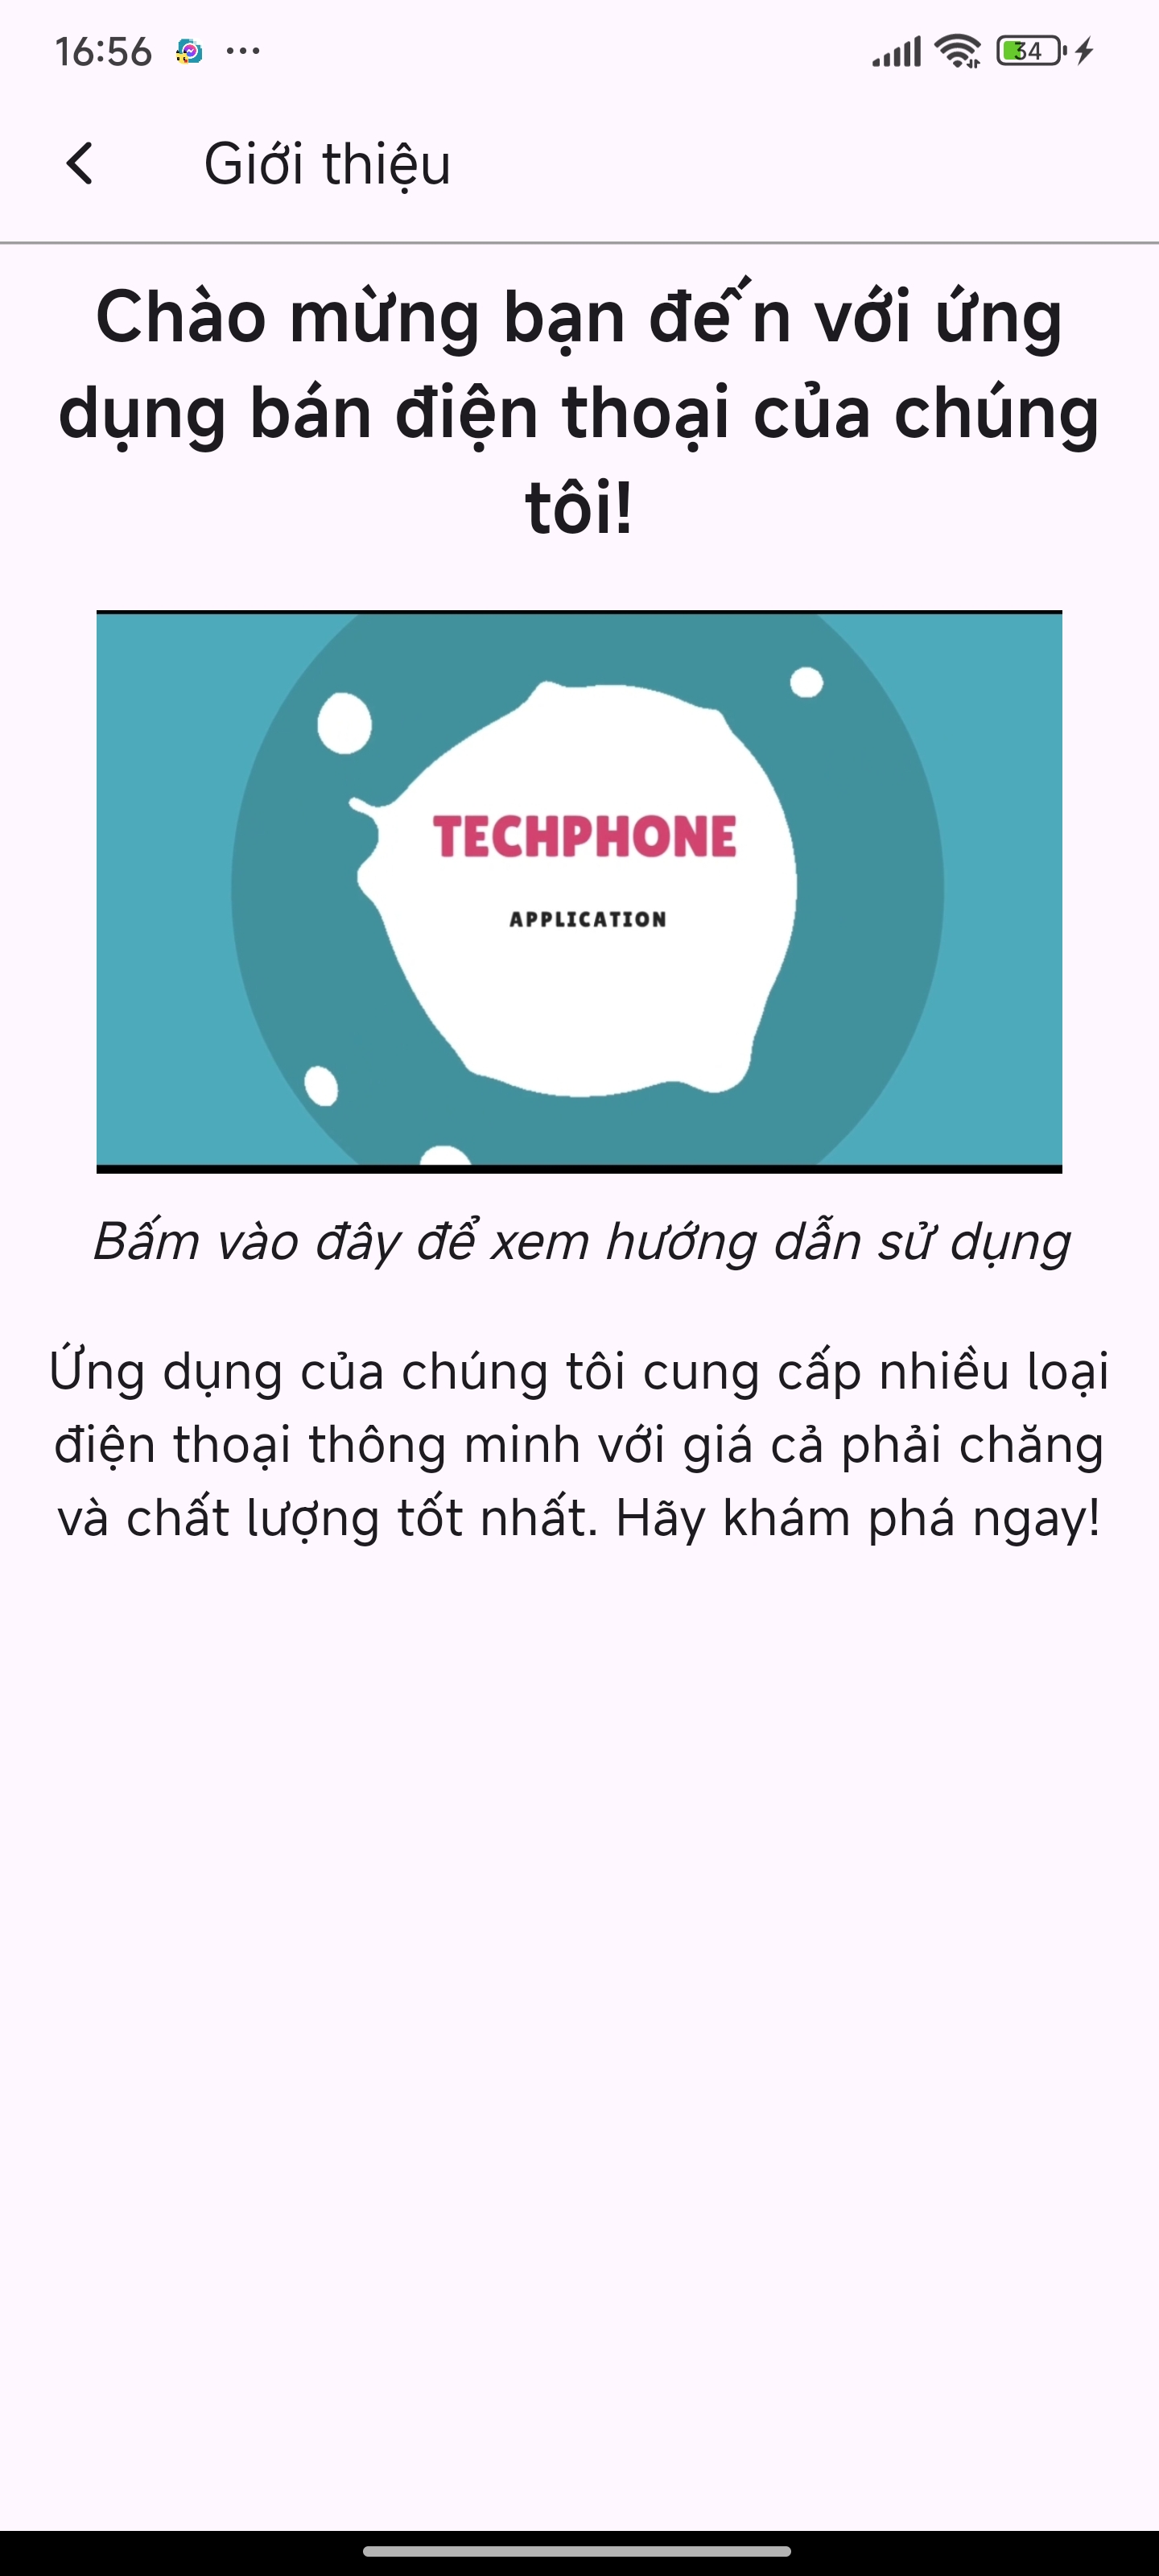 16:56
34
Giới thiệu
Chào mừng bạn đến với ứng
dụng bán điện thoại của chúng
tôi!
TECHPHONE
APPLICATION
Bấm vào đây để xem hướng dẫn sử dụng
Ứng dụng của chúng tôi cung cấp nhiều loại
điện thoại thông minh với giá cả phải chăng
và chất lượng tốt nhất. Hãy khám phá ngay!